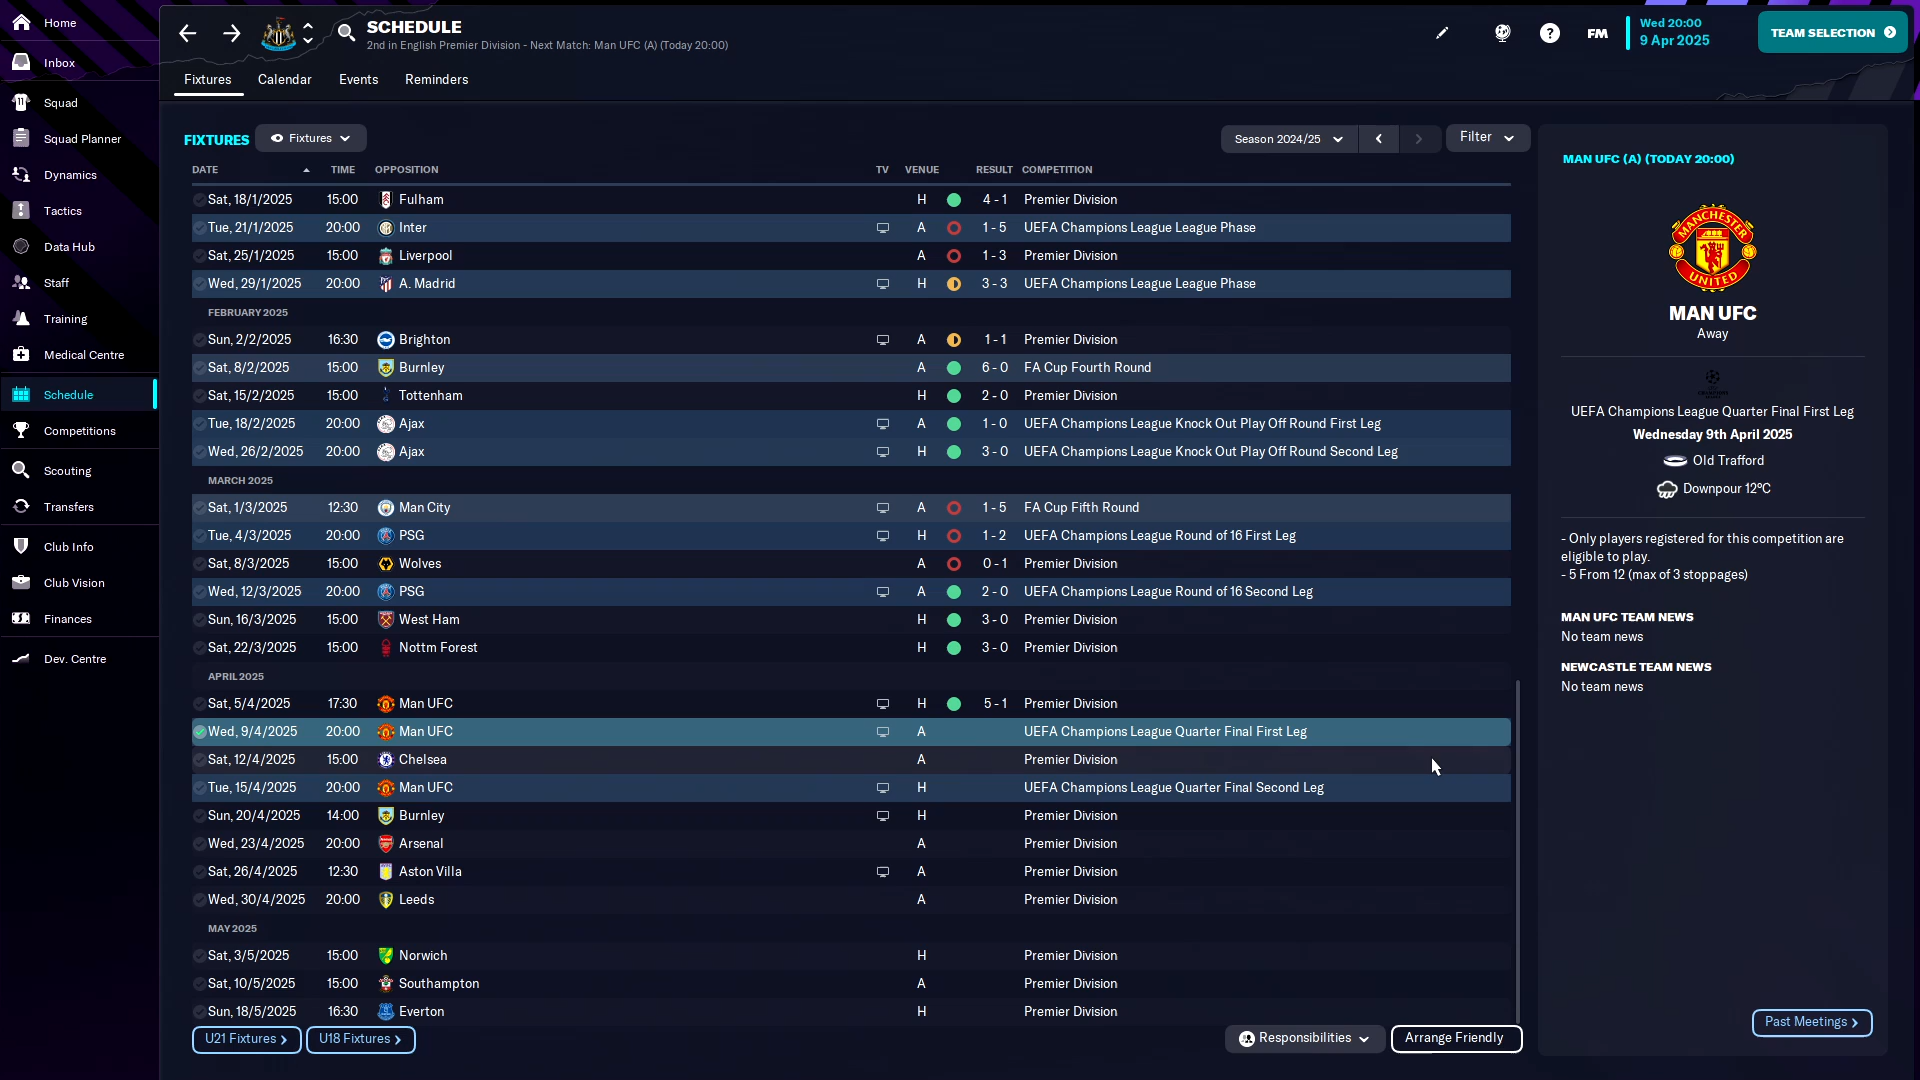 Home
Inbox
Squad
Squad Planner
Dynamics
Tactics
Data Hub
Staff
Training
Medical Centre
Schedule
Competitions
Scouting
Transfers
Club Info
Club Vision
Finances
Dev. Centre
SCHEDULE
2nd in English Premier Division - Next Match: Man UFC (A) (Today 20:00)
FM
Wed 20:00
9 Apr 2025
TEAM SELECTION
Fixtures Calendar Events Reminders
FIXTURES Fixtures Season 2024/25 Filter
DATE TIME OPPOSITION TV VENUE RESULT COMPETITION
Sat, 18/1/2025 15:00 Fulham H 4 - 1 Premier Division
Tue, 21/1/2025 20:00 Inter A 1 - 5 UEFA Champions League League Phase
Sat, 25/1/2025 15:00 Liverpool A 1 - 3 Premier Division
Wed, 29/1/2025 20:00 A. Madrid H 3 - 3 UEFA Champions League League Phase
FEBRUARY 2025
Sun, 2/2/2025 16:30 Brighton A 1 - 1 Premier Division
Sat, 8/2/2025 15:00 Burnley A 6 - 0 FA Cup Fourth Round
Sat, 15/2/2025 15:00 Tottenham H 2 - 0 Premier Division
Tue, 18/2/2025 20:00 Ajax A 1 - 0 UEFA Champions League Knock Out Play Off Round First Leg
Wed, 26/2/2025 20:00 Ajax H 3 - 0 UEFA Champions League Knock Out Play Off Round Second Leg
MARCH 2025
Sat, 1/3/2025 12:30 Man City A 1 - 5 FA Cup Fifth Round
Tue, 4/3/2025 20:00 PSG H 1 - 2 UEFA Champions League Round of 16 First Leg
Sat, 8/3/2025 15:00 Wolves A 0 - 1 Premier Division
Wed, 12/3/2025 20:00 PSG A 2 - 0 UEFA Champions League Round of 16 Second Leg
Sun, 16/3/2025 15:00 West Ham H 3 - 0 Premier Division
Sat, 22/3/2025 15:00 Nottm Forest H 3 - 0 Premier Division
APRIL 2025
Sat, 5/4/2025 17:30 Man UFC H 5 - 1 Premier Division
Wed, 9/4/2025 20:00 Man UFC A UEFA Champions League Quarter Final First Leg
Sat, 12/4/2025 15:00 Chelsea A Premier Division
Tue, 15/4/2025 20:00 Man UFC H UEFA Champions League Quarter Final Second Leg
Sun, 20/4/2025 14:00 Burnley H Premier Division
Wed, 23/4/2025 20:00 Arsenal A Premier Division
Sat, 26/4/2025 12:30 Aston Villa A Premier Division
Wed, 30/4/2025 20:00 Leeds A Premier Division
MAY 2025
Sat, 3/5/2025 15:00 Norwich H Premier Division
Sat, 10/5/2025 15:00 Southampton A Premier Division
Sun, 18/5/2025 16:30 Everton H Premier Division
U21 Fixtures U18 Fixtures Responsibilities Arrange Friendly
MAN UFC (A) (TODAY 20:00)
MANCHESTER
UNITED
MAN UFC
Away
UEFA Champions League Quarter Final First Leg
Wednesday 9th April 2025
Old Trafford
Downpour 12ºC
- Only players registered for this competition are
eligible to play.
- 5 From 12 (max of 3 stoppages)
MAN UFC TEAM NEWS
No team news
NEWCASTLE TEAM NEWS
No team news
Past Meetings